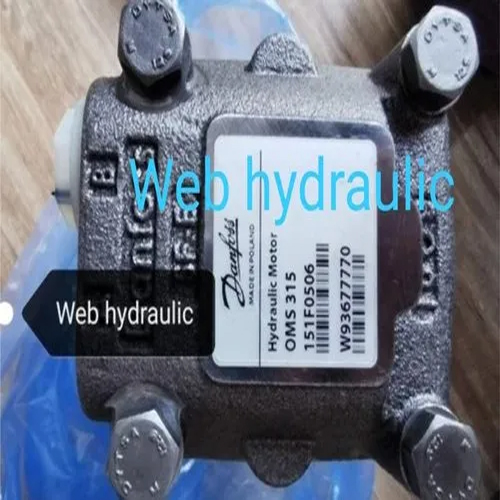 Web hydraulic
Web hydraulic
Danfoss
MADE IN POLAND
Hydraulic Motor
OMS 315
151F0506
W93677770
B